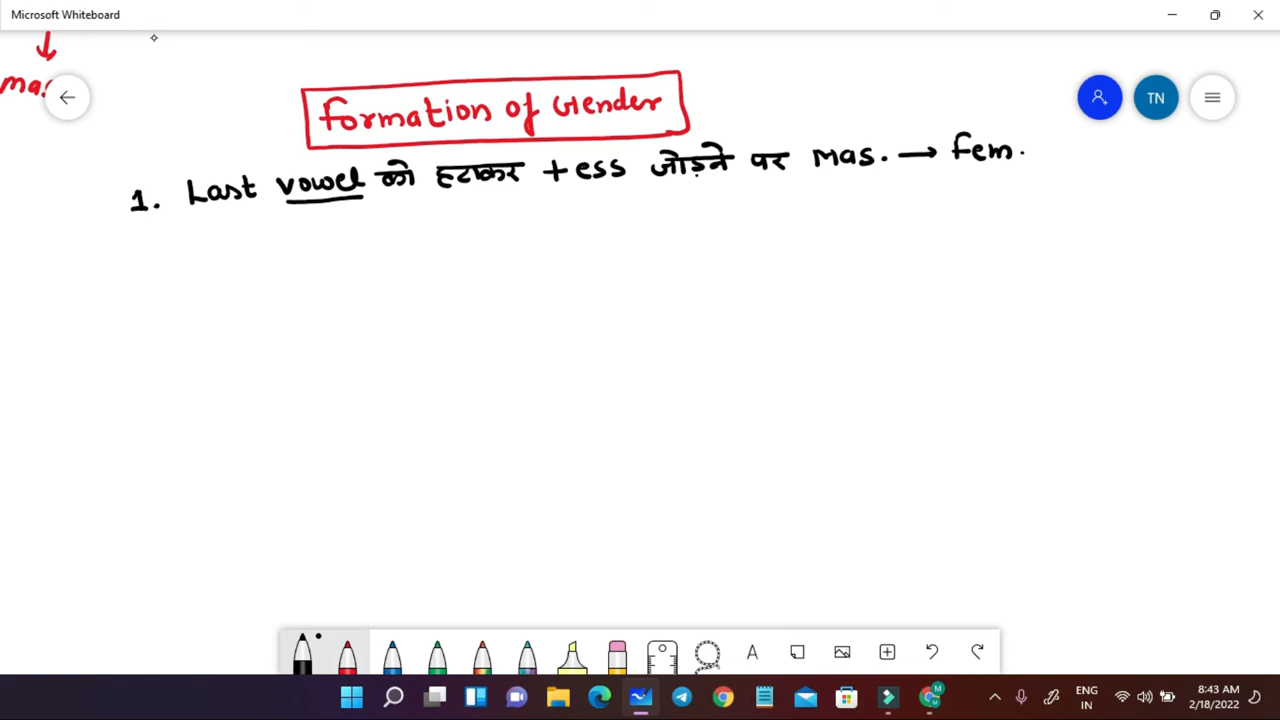 Microsoft Whiteboard
mas
Formation of Gender
1. Last vowel को हटाकर + ess जोड़ने पर Mas. → Fem.
TN
A
ENG
IN
8:43 AM
2/18/2022